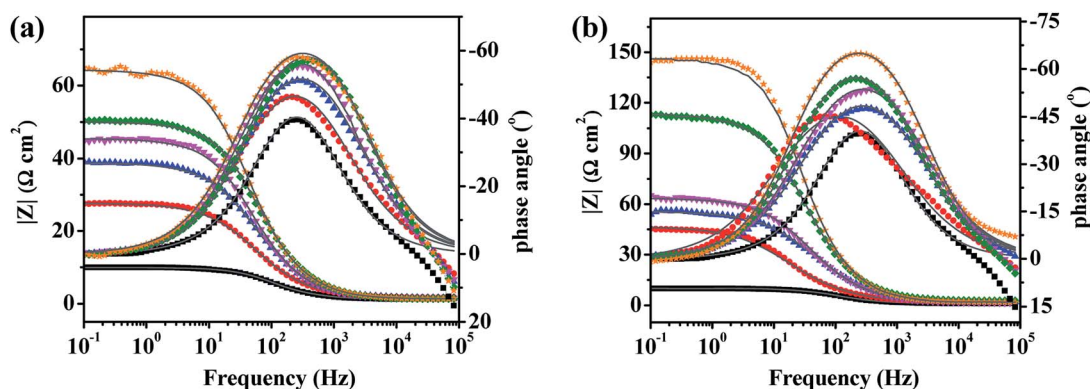 (a)
60
40
20
0
|Z| (Ω cm²)
-60
-40
-20
0
20
phase angle (°)
10⁻¹ 10⁰ 10¹ 10² 10³ 10⁴ 10⁵
Frequency (Hz)
(b)
150
120
90
60
30
0
|Z| (Ω cm²)
-75
-60
-45
-30
-15
0
15
phase angle (°)
10⁻¹ 10⁰ 10¹ 10² 10³ 10⁴ 10⁵
Frequency (Hz)